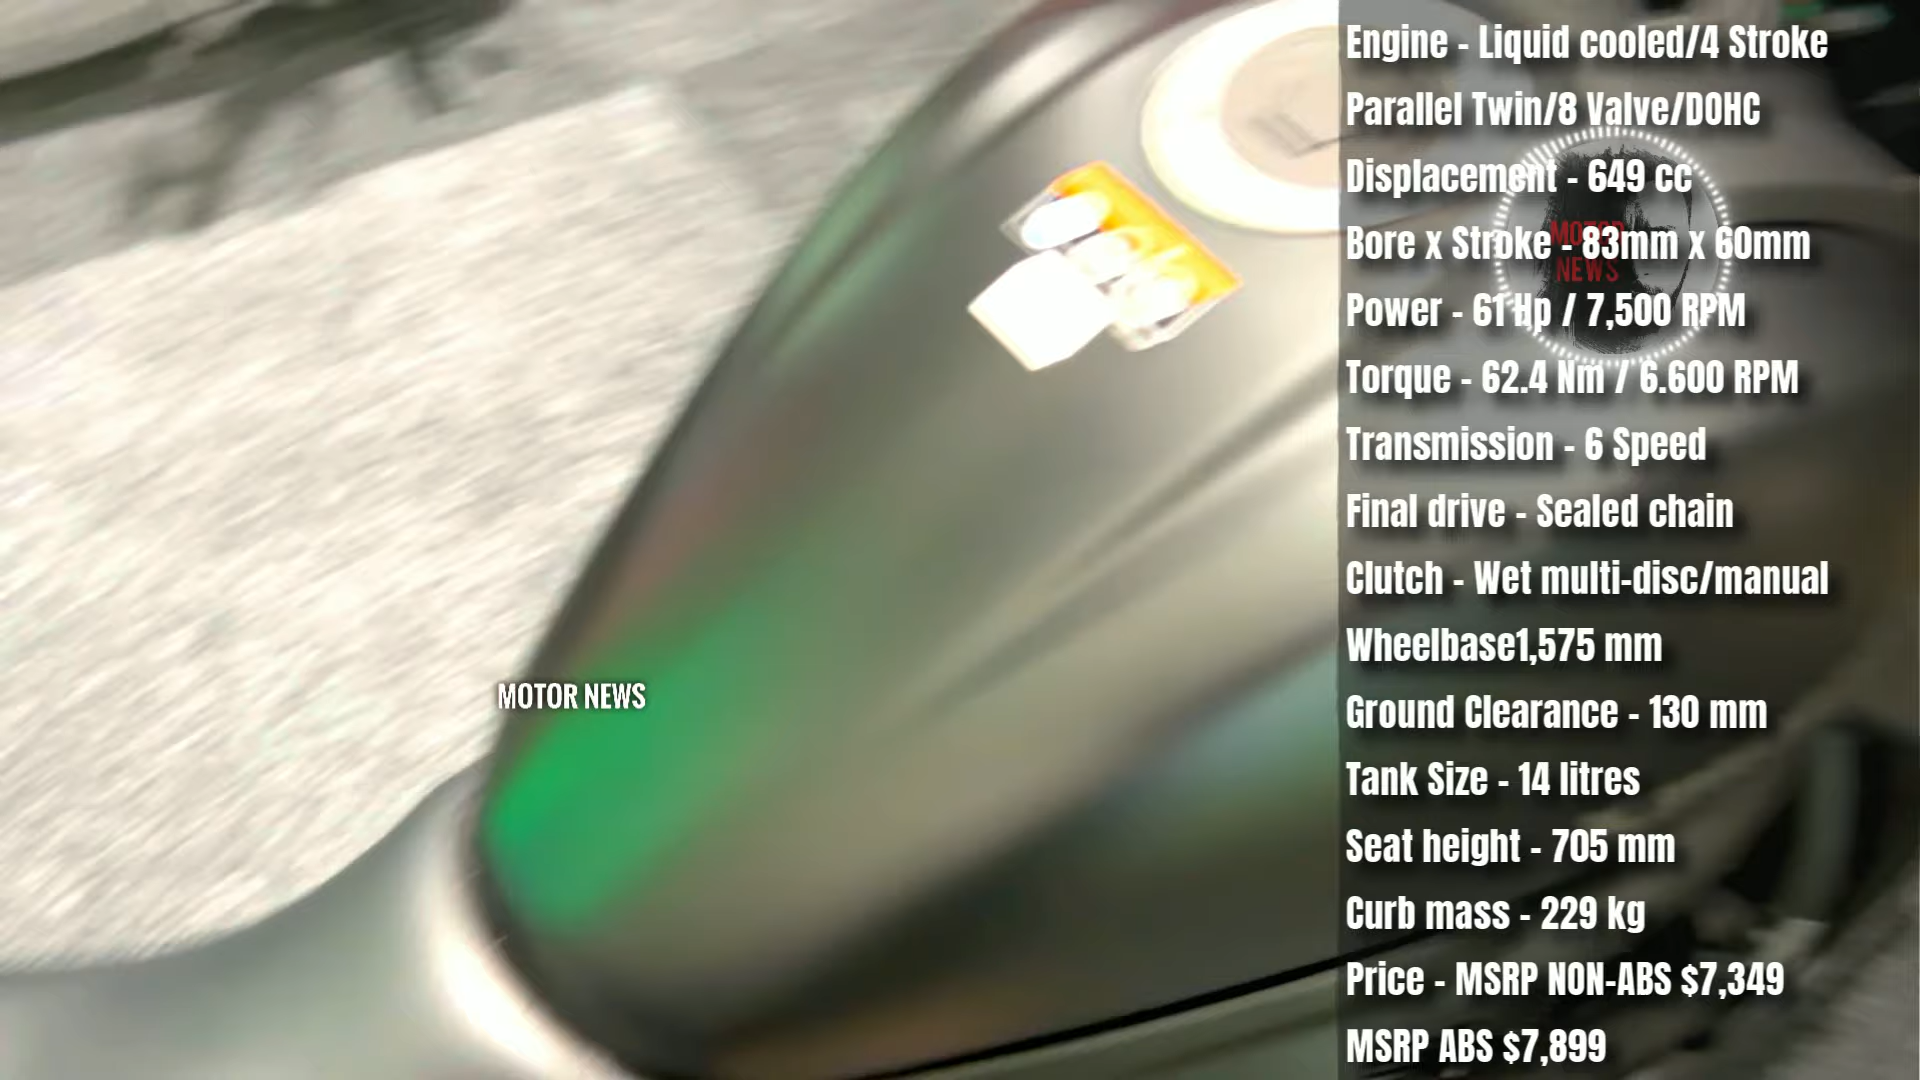 Engine - Liquid cooled/4 Stroke
Parallel Twin/8 Valve/DOHC
Displacement - 649 cc
Bore x Stroke - 83mm x 60mm
Power - 61 Hp / 7,500 RPM
Torque - 62.4 Nm / 6.600 RPM
Transmission - 6 Speed
Final drive - Sealed chain
Clutch - Wet multi-disc/manual
Wheelbase1,575 mm
Ground Clearance - 130 mm
Tank Size - 14 litres
Seat height - 705 mm
Curb mass - 229 kg
Price - MSRP NON-ABS $7,349
MSRP ABS $7,899
MOTOR
NEWS
MOTOR NEWS